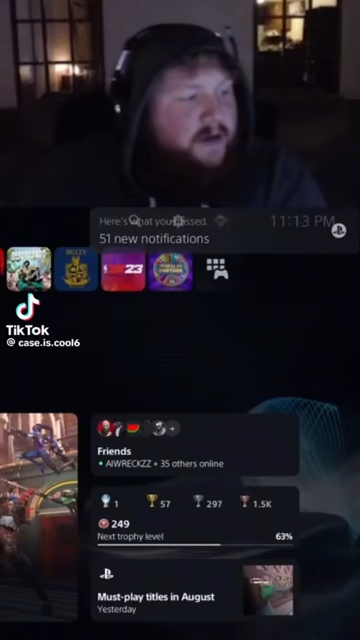 Here's what you missed.
11:13 PM
51 new notifications
BULLY
23
TikTok
@ case.is.cool6
Friends
AIWRECKZZ + 35 others online
1
57
297
1.5K
249
Next trophy level
63%
Must-play titles in August
Yesterday